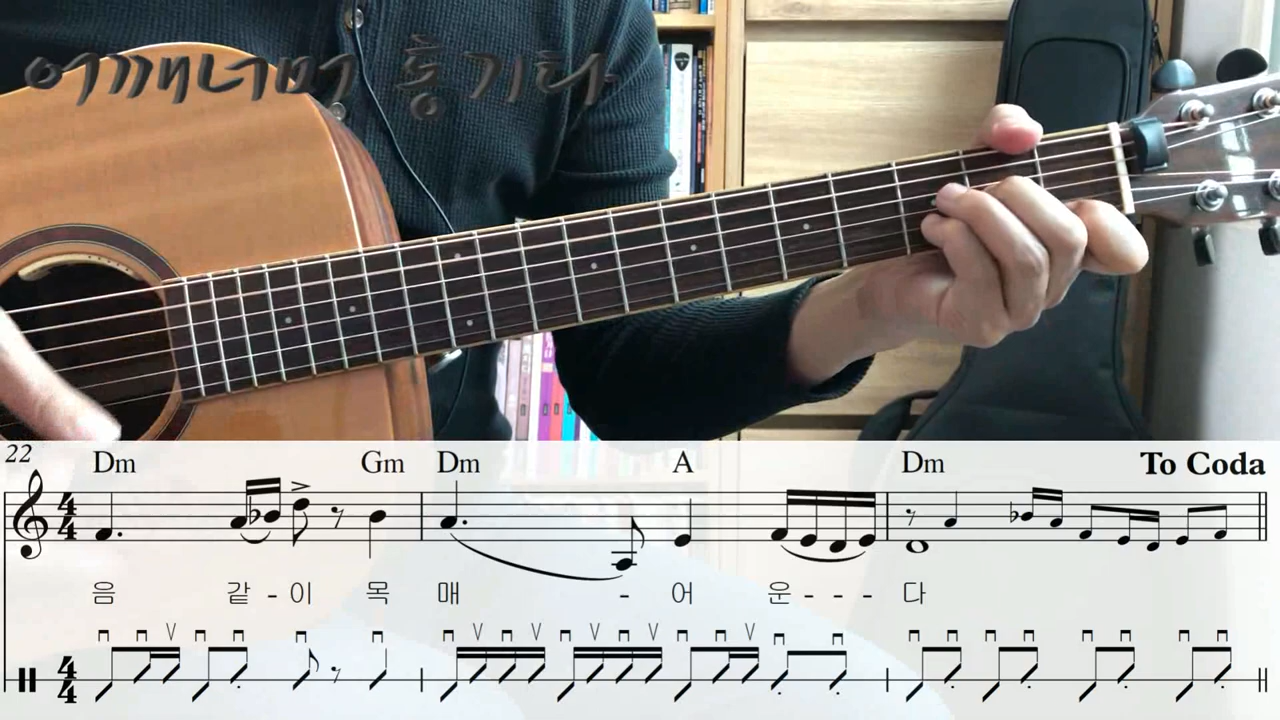 어깨너머 통기타
22 Dm Gm Dm A Dm To Coda
음 같 - 이 목 매 - 어 운 - - - 다